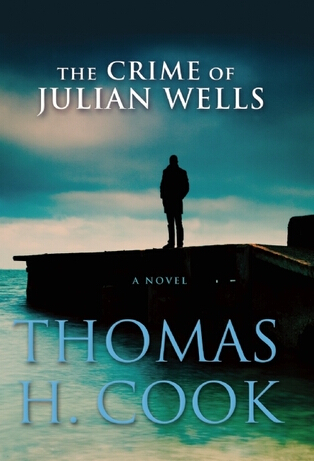 THE CRIME OF
JULIAN WELLS
A NOVEL
THOMAS
H. COOK